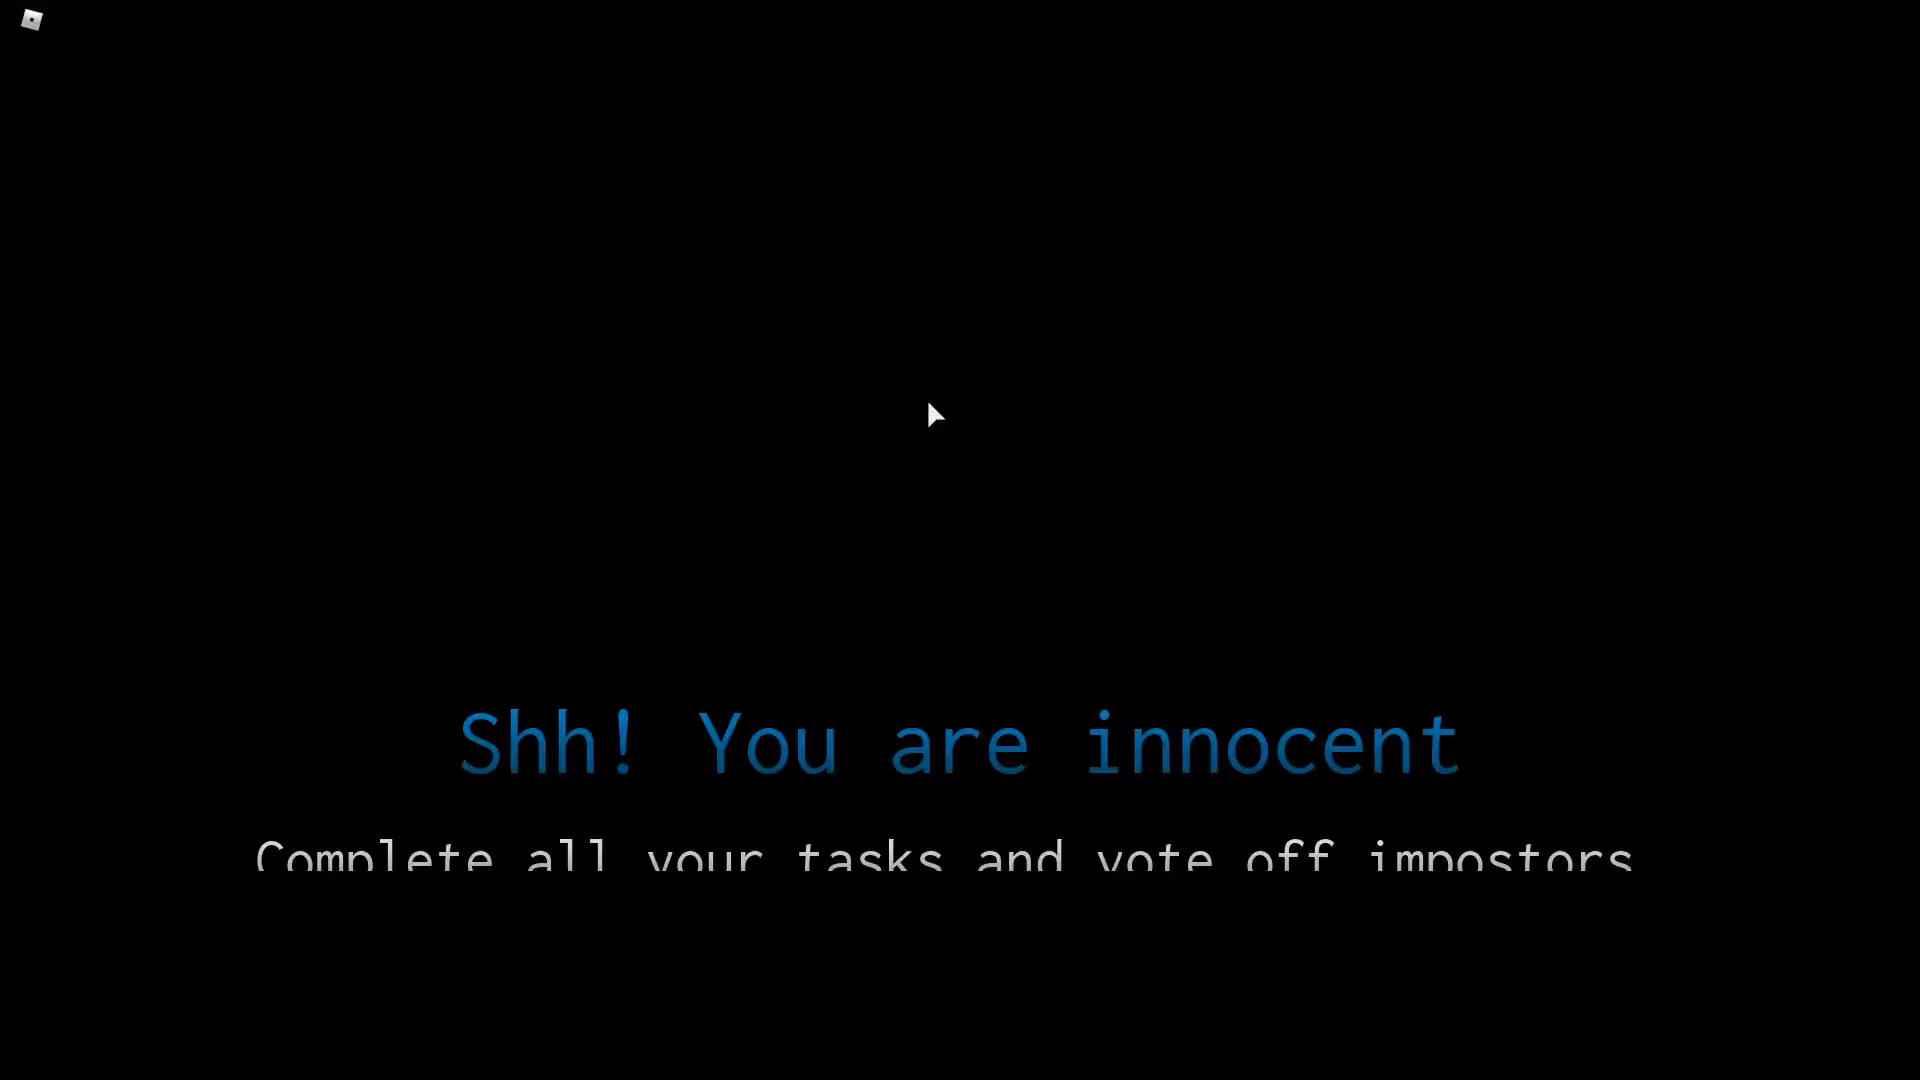 Shh! You are innocent
Complete all your tasks and vote off impostors